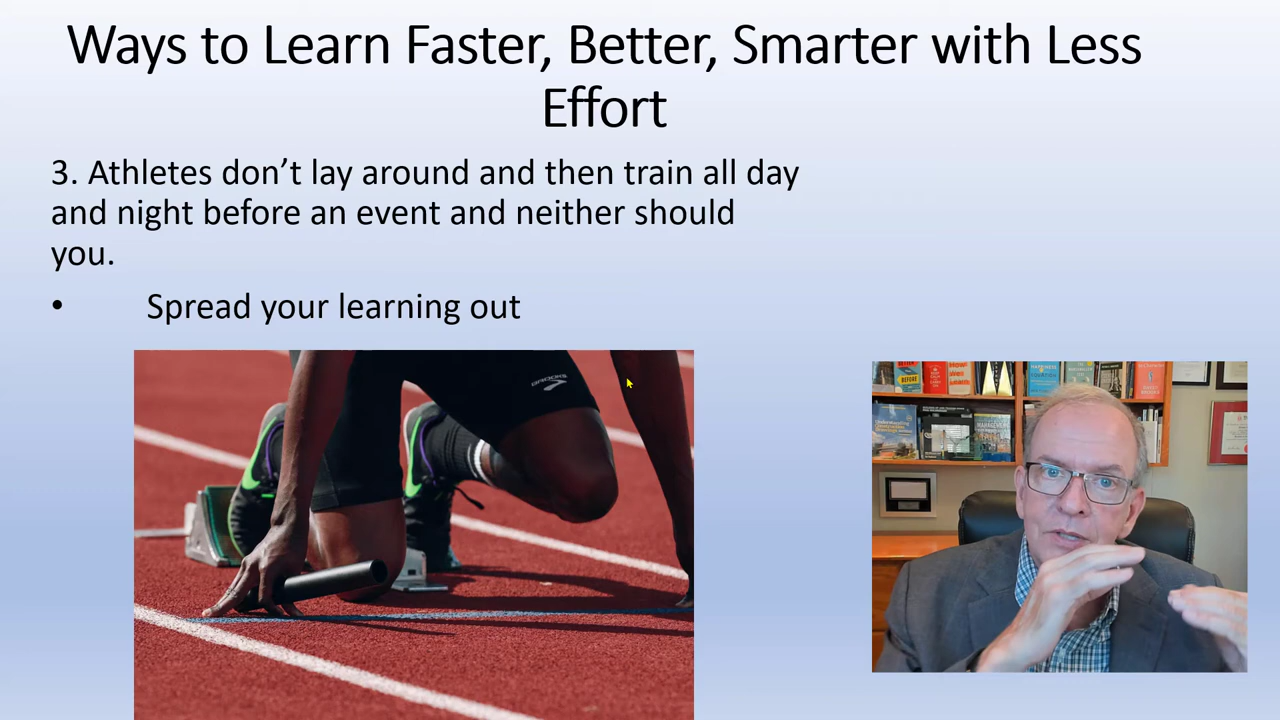 Ways to Learn Faster, Better, Smarter with Less
Effort
3. Athletes don’t lay around and then train all day
and night before an event and neither should
you.
• Spread your learning out
BROOKS